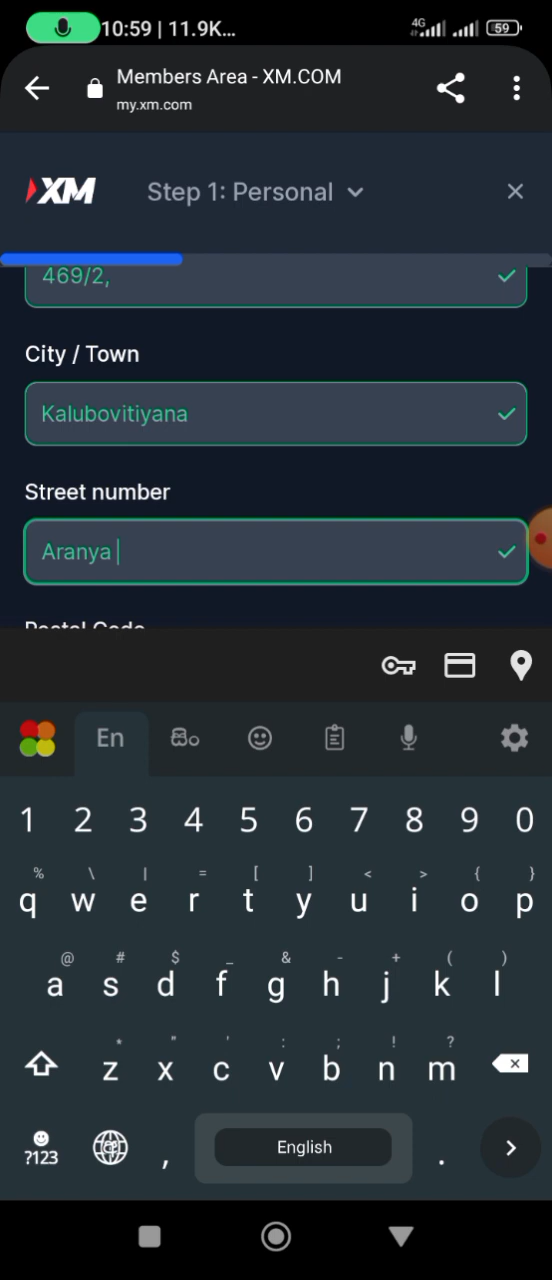 10:59 | 11.9K...
4G
59
Members Area - XM.COM
my.xm.com
XM
Step 1: Personal
469/2,
City / Town
Kalubovitiyana
Street number
Aranya
Postal Code
En
සිං
1 2 3 4 5 6 7 8 9 0
% \ | = [ ] < > { }
q w e r t y u i o p
@ # $ _ & - + ( )
a s d f g h j k l
* " ' : ; ! ?
z x c v b n m
?123
,
English
.